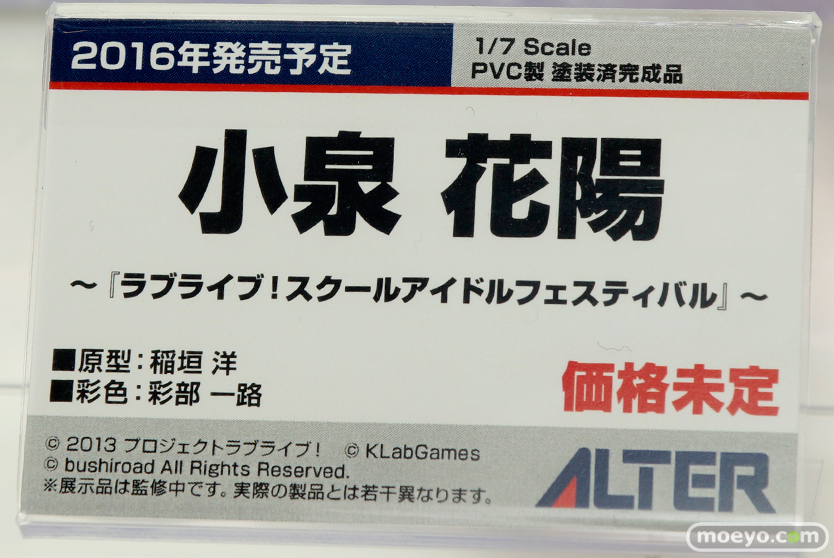 2016年発売予定
1/7 Scale
PVC製 塗装済完成品
小泉 花陽
～『ラブライブ！スクールアイドルフェスティバル』～
■原型：稲垣 洋
■彩色：彩部 一路
価格未定
© 2013 プロジェクトラブライブ！ © KLabGames
© bushiroad All Rights Reserved.
※展示品は監修中です。実際の製品とは若干異なります。
ALTER
moeyo.com